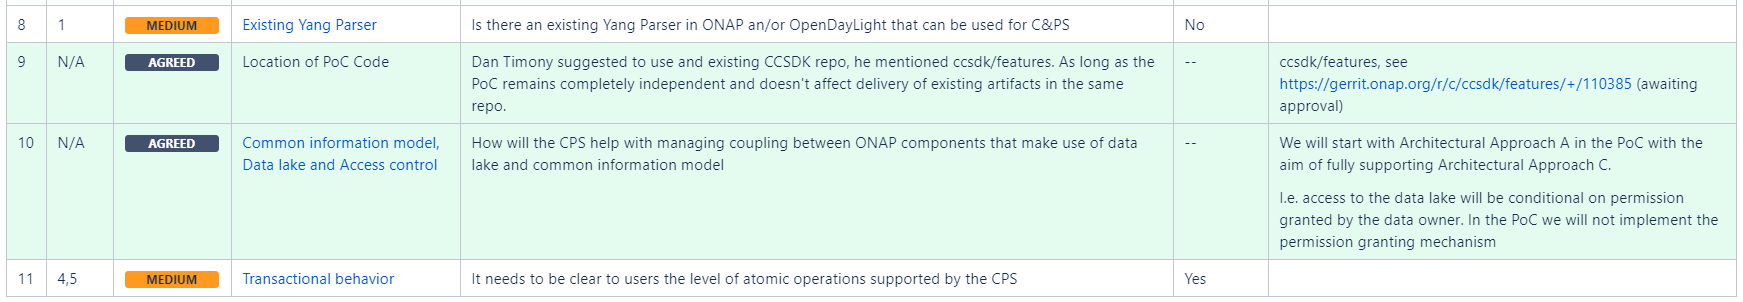 8 1 MEDIUM Existing Yang Parser Is there an existing Yang Parser in ONAP an/or OpenDayLight that can be used for C&PS No
9 N/A AGREED Location of PoC Code Dan Timony suggested to use and existing CCSDK repo, he mentioned ccsdk/features. As long as the -- ccsdk/features, see
PoC remains completely independent and doesn't affect delivery of existing artifacts in the same https://gerrit.onap.org/r/c/ccsdk/features/+/110385 (awaiting
repo. approval)
10 N/A AGREED Common information model, How will the CPS help with managing coupling between ONAP components that make use of data -- We will start with Architectural Approach A in the PoC with the
Data lake and Access control lake and common information model aim of fully supporting Architectural Approach C.
I.e. access to the data lake will be conditional on permission
granted by the data owner. In the PoC we will not implement the
permission granting mechanism
11 4,5 MEDIUM Transactional behavior It needs to be clear to users the level of atomic operations supported by the CPS Yes